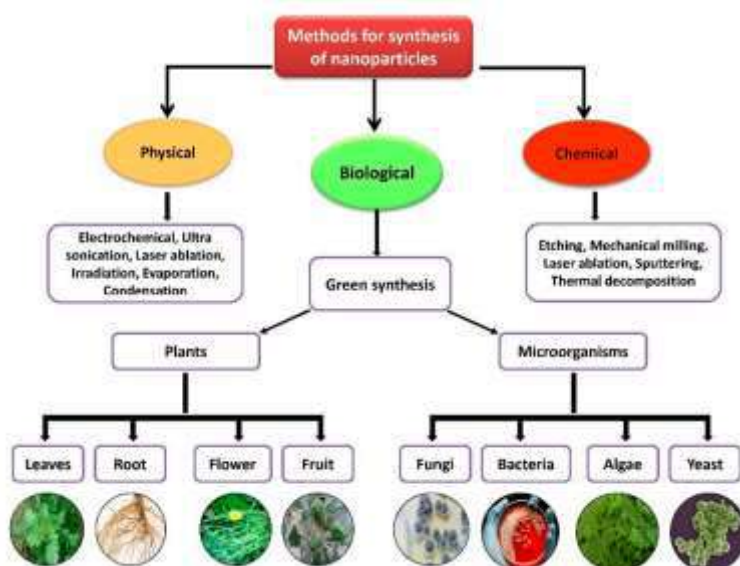 Methods for synthesis
of nanoparticles
Physical
Biological
Chemical
Electrochemical, Ultra
sonication, Laser ablation,
Irradiation, Evaporation,
Condensation
Etching, Mechanical milling,
Laser ablation, Sputtering,
Thermal decomposition
Green synthesis
Plants
Microorganisms
Leaves
Root
Flower
Fruit
Fungi
Bacteria
Algae
Yeast